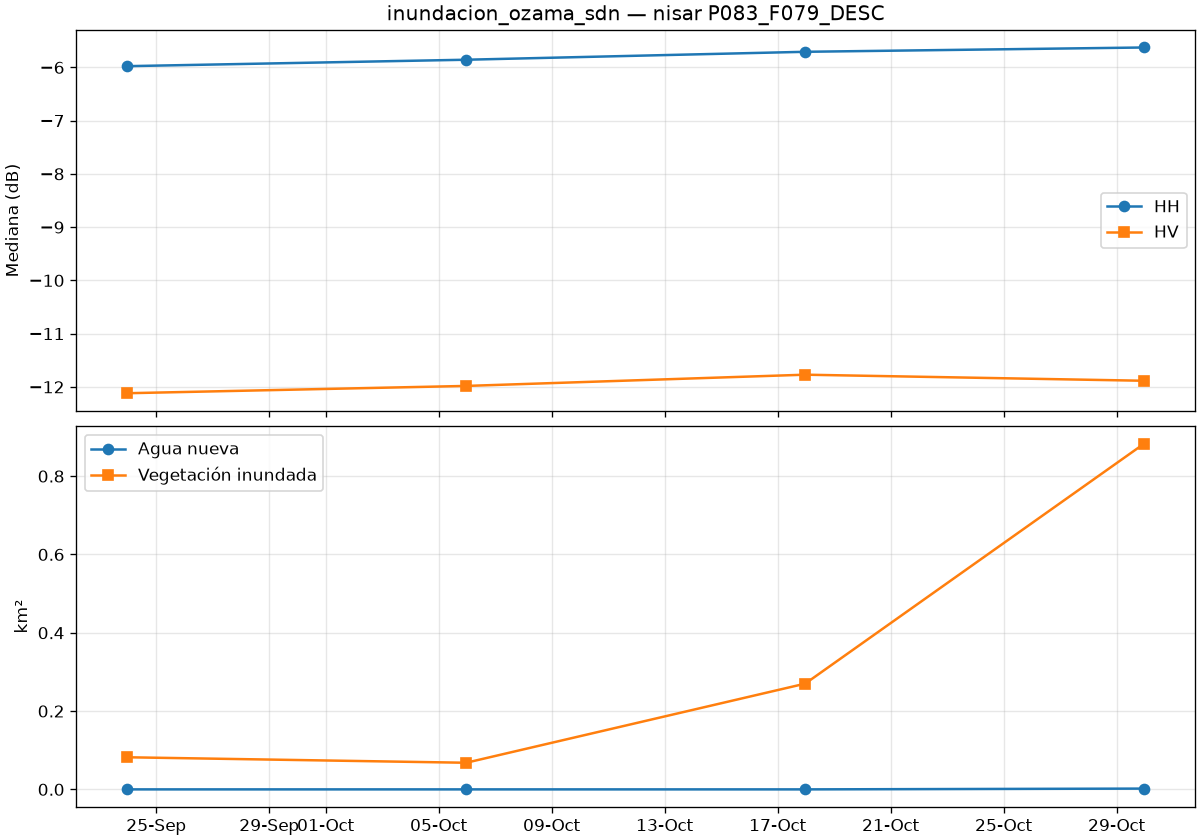 inundacion_ozama_sdn — nisar P083_F079_DESC
Mediana (dB)
−6
−7
−8
−9
−10
−11
−12
HH
HV
km²
0.8
0.6
0.4
0.2
0.0
Agua nueva
Vegetación inundada
25-Sep 29-Sep 01-Oct 05-Oct 09-Oct 13-Oct 17-Oct 21-Oct 25-Oct 29-Oct